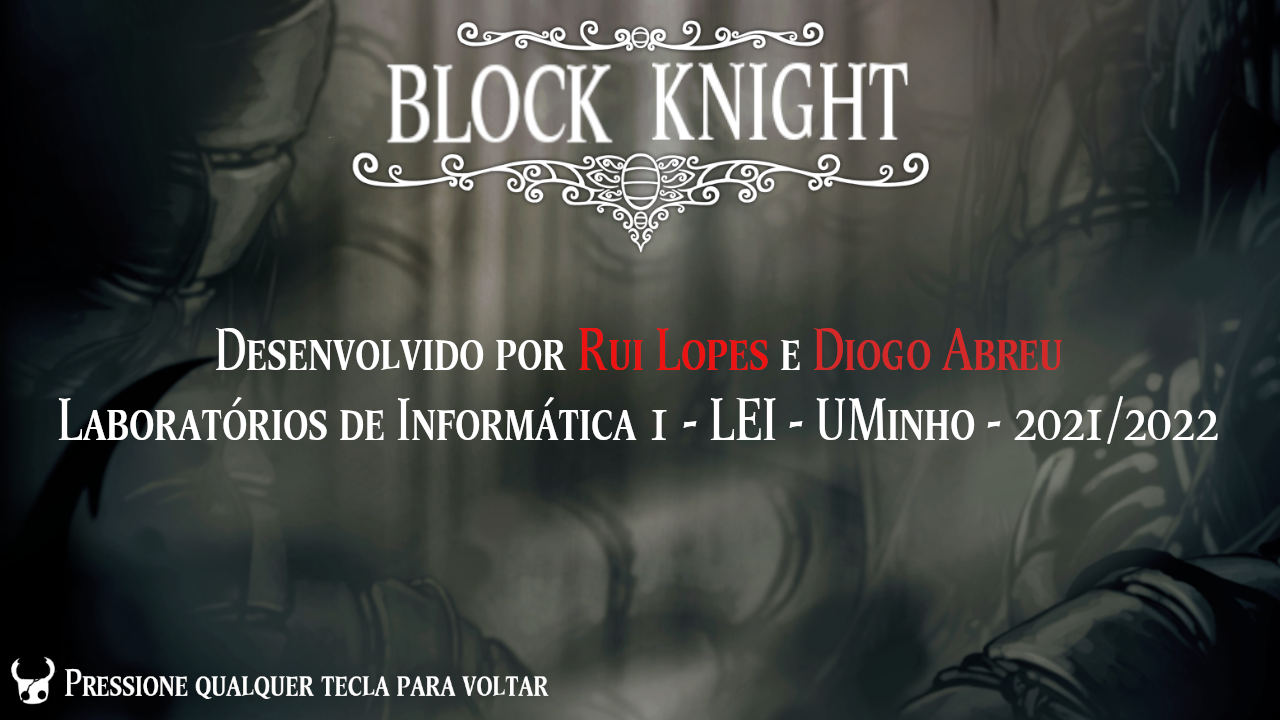 BLOCK KNIGHT
Desenvolvido por Rui Lopes e Diogo Abreu
Laboratórios de Informática 1 - LEI - UMinho - 2021/2022
Pressione qualquer tecla para voltar